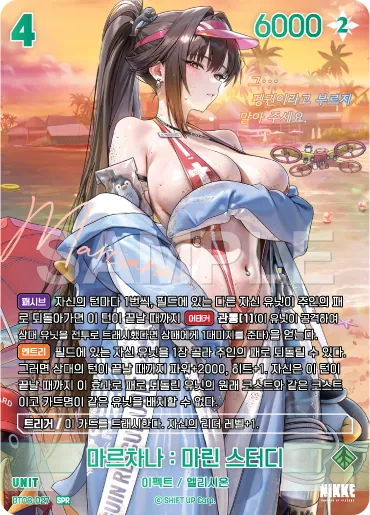 4
6000 2
그…
명령이라고 부르지
말아 주세요.
SAMPLE
패시브 자신의 턴마다 1번씩, 필드에 있는 다른 자신 유닛이 주인의 패
로 되돌아가면 이 턴이 끝날 때까지 어태커 관통[1](이 유닛이 공격하여
상대 유닛을 전투로 트래시했다면 상대에게 1대미지를 준다)을 얻는다.
엔트리 필드에 있는 자신 유닛을 1장 골라 주인의 패로 되돌릴 수 있다.
그러면 상대의 턴이 끝날 때까지 파워+2000, 히트+1. 자신은 이 턴이
끝날 때까지 이 효과로 패로 되돌린 유닛의 원래 코스트와 같은 코스트
이고 카드명이 같은 유닛을 배치할 수 없다.
트리거 이 카드를 트래시한다. 자신의 리더 레벨+1.
마르차나 : 마린 스터디
UNIT
이펙트 / 엘리시온
SPR
© SHIFT UP Corp.
NIKKE